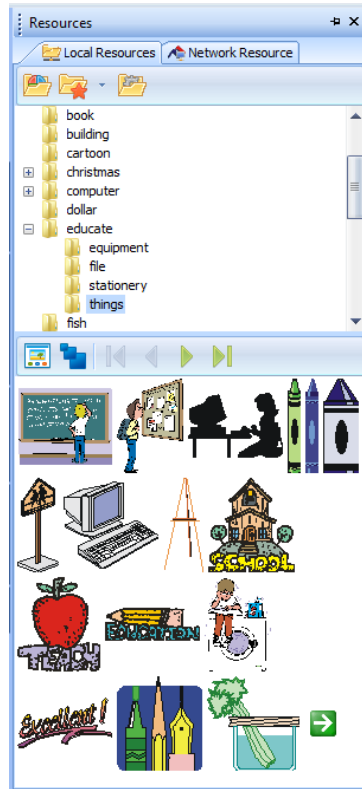 Resources
Local Resources
Network Resource
book
building
cartoon
christmas
computer
dollar
educate
equipment
file
stationery
things
fish
SCHOOL
TEACH
EDUCATION
Excellent!